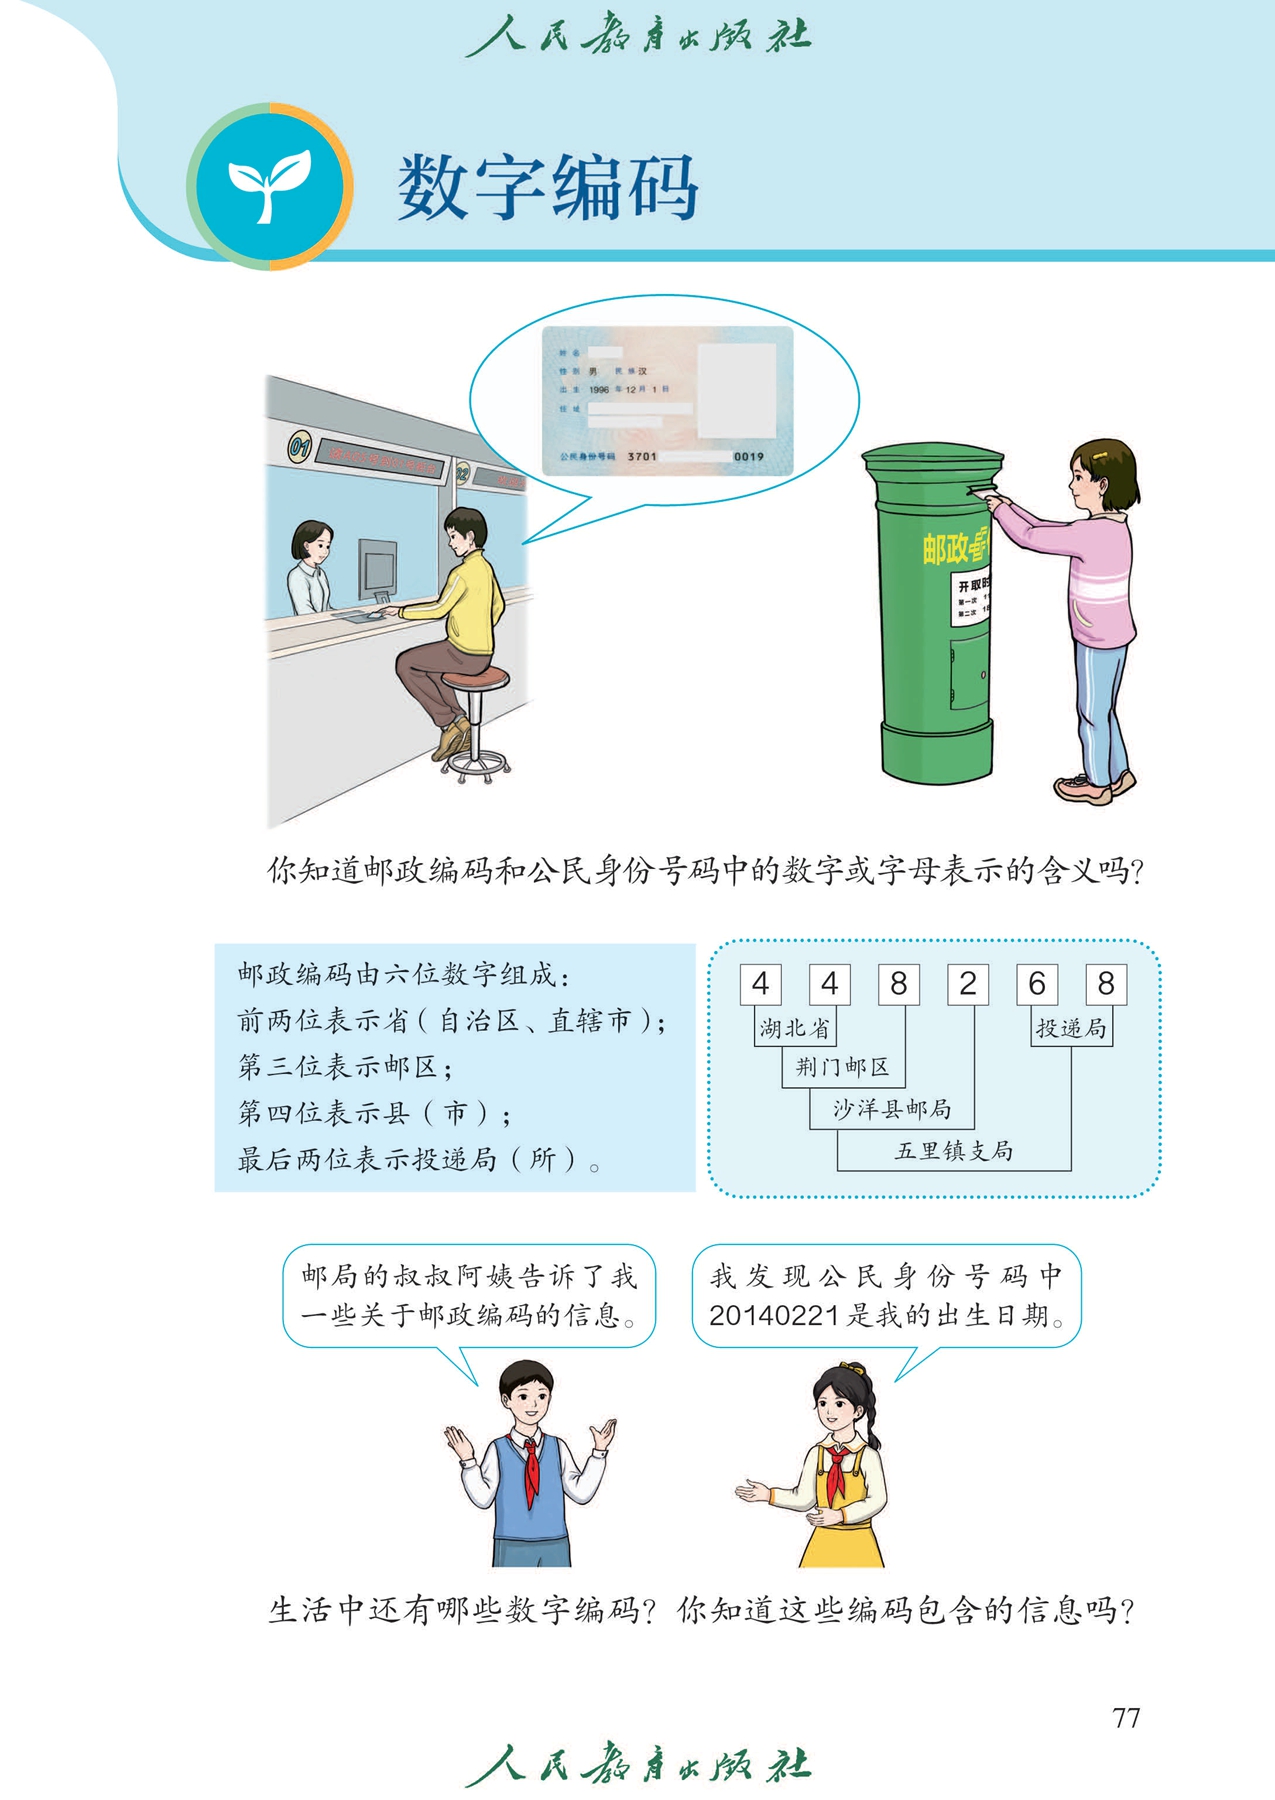 人民教育出版社
数字编码
姓名
性别 男 民族 汉
出生 1996 年 12 月 1 日
住址
公民身份号码 3701 0019
01
02
邮政
开取时
第一次 11
第二次 16
你知道邮政编码和公民身份号码中的数字或字母表示的含义吗？
邮政编码由六位数字组成：
前两位表示省（自治区、直辖市）；
第三位表示邮区；
第四位表示县（市）；
最后两位表示投递局（所）。
4 4 8 2 6 8
湖北省 投递局
荆门邮区
沙洋县邮局
五里镇支局
邮局的叔叔阿姨告诉了我
一些关于邮政编码的信息。
我发现公民身份号码中
20140221是我的出生日期。
生活中还有哪些数字编码？你知道这些编码包含的信息吗？
77
人民教育出版社